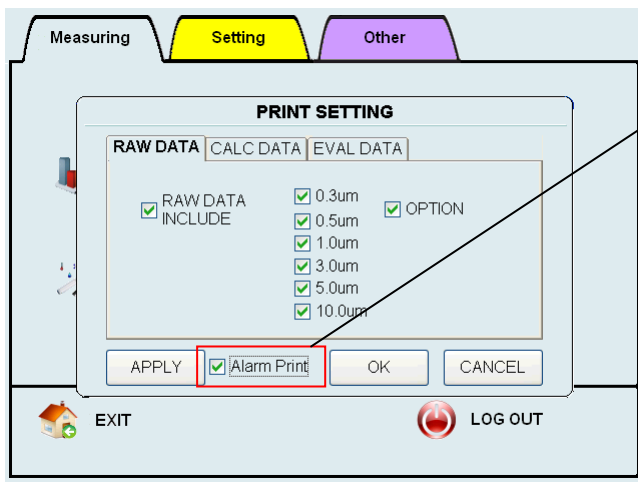 Measuring Setting Other
PRINT SETTING
RAW DATA CALC DATA EVAL DATA
RAW DATA
INCLUDE
0.3um
0.5um
1.0um
3.0um
5.0um
10.0um
OPTION
APPLY Alarm Print OK CANCEL
EXIT LOG OUT